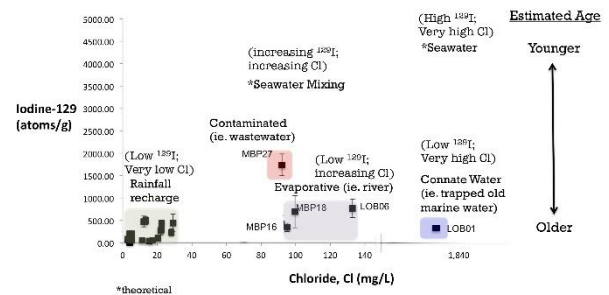 Iodine-129
(atoms/g)
5000.00
4500.00
4000.00
3500.00
3000.00
2500.00
2000.00
1500.00
1000.00
500.00
0.00
(High ¹²⁹I;
Very high Cl)
*Seawater
Estimated Age
Younger
Older
(increasing ¹²⁹I;
increasing Cl)
*Seawater Mixing
Contaminated
(ie. wastewater)
MBP27
(Low ¹²⁹I;
Very low Cl)
Rainfall
recharge
(Low ¹²⁹I;
increasing Cl)
Evaporative (ie. river)
MBP18
LOB06
MBP16
(Low ¹²⁹I;
Very high Cl)
Connate Water
(ie. trapped old
marine water)
LOB01
0 20 40 60 80 100 120 140 1,840
Chloride, Cl (mg/L)
*theoretical